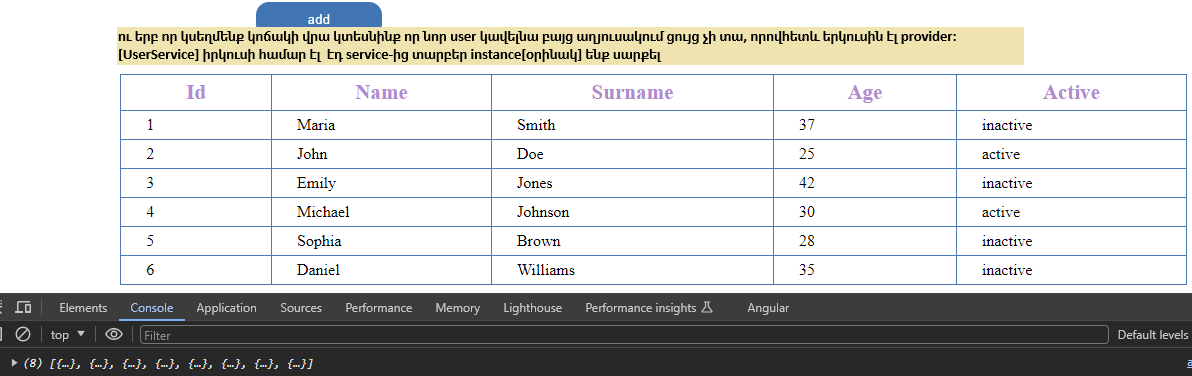 add
ու երբ որ կսեղմենք կոճակի վրա կտեսնինք որ նոր user կավելնա բայց աղյուսակում ցույց չի տա, որովհետև երկուսին էլ provider:
[UserService] իրկուսի համար էլ էդ service-ից տարբեր instance[օրինակ] ենք սարքել
Id Name Surname Age Active
1 Maria Smith 37 inactive
2 John Doe 25 active
3 Emily Jones 42 inactive
4 Michael Johnson 30 active
5 Sophia Brown 28 inactive
6 Daniel Williams 35 inactive
Elements Console Application Sources Performance Memory Lighthouse Performance insights Angular
top Filter Default levels
(8) [{…}, {…}, {…}, {…}, {…}, {…}, {…}, {…}]